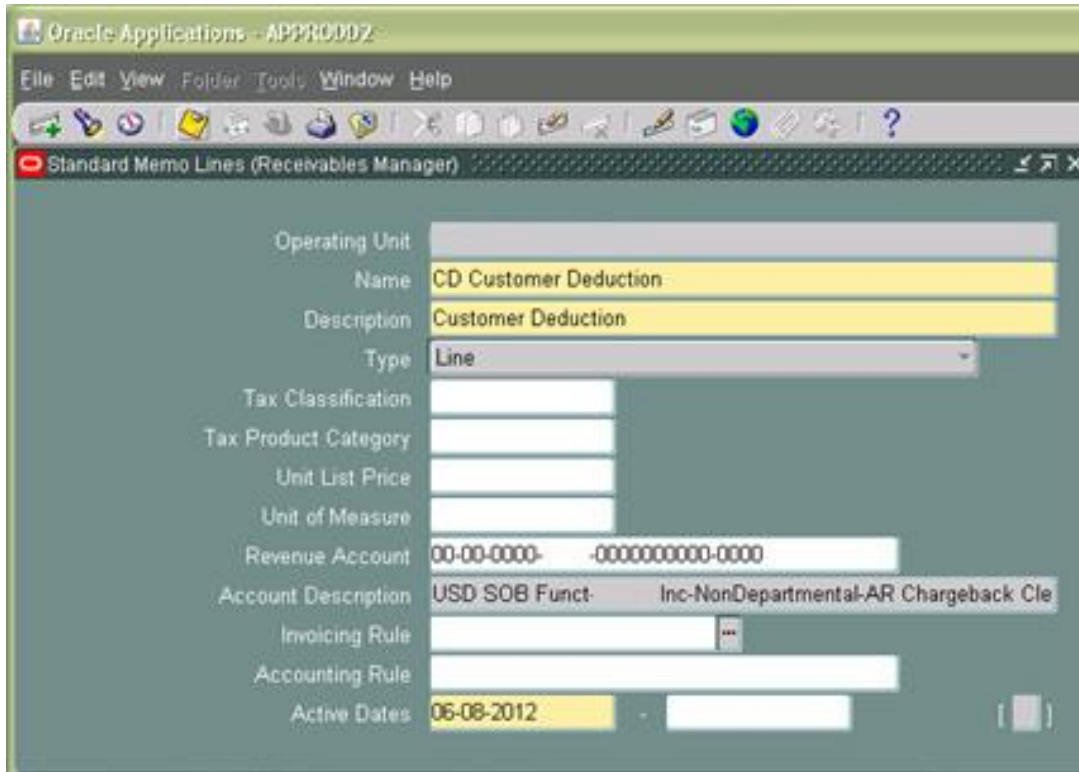 Oracle Applications - APPRODD2
File Edit View Folder Tools Window Help
Standard Memo Lines (Receivables Manager)
Operating Unit
Name CD Customer Deduction
Description Customer Deduction
Type Line
Tax Classification
Tax Product Category
Unit List Price
Unit of Measure
Revenue Account 00-00-0000- -0000000000-0000
Account Description USD SOB Funct- Inc-NonDepartmental-AR Chargeback Cle
Invoicing Rule
Accounting Rule
Active Dates 06-08-2012 - [ ]